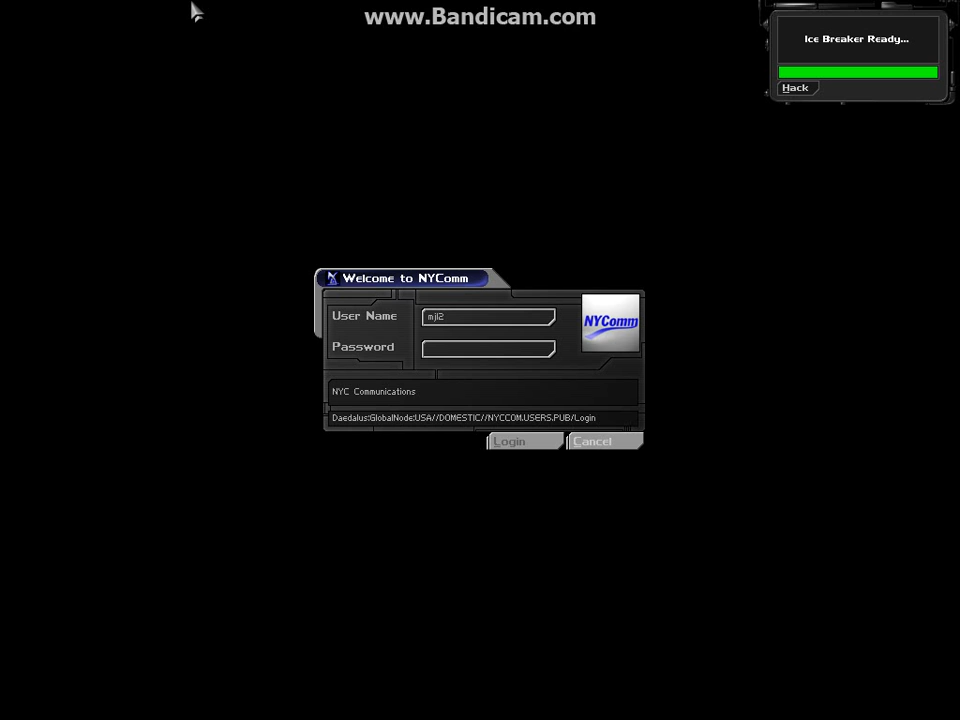 www.Bandicam.com
Ice Breaker Ready...
Hack
Welcome to NYComm
User Name
mj12
NYComm
Password
NYC Communications
Daedalus:GlobalNode:USA//DOMESTIC//NYCCOM.USERS.PUB/Login
Login
Cancel